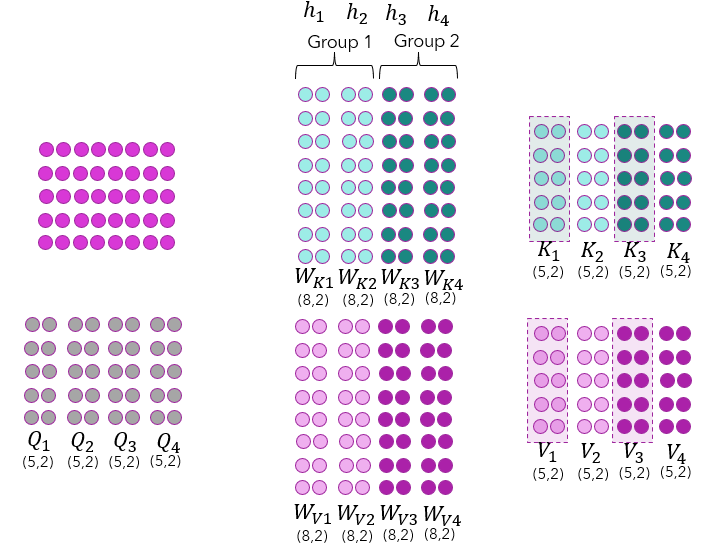 h1 h2 h3 h4
Group 1 Group 2
K1 K2 K3 K4
(5,2) (5,2) (5,2) (5,2)
WK1 WK2 WK3 WK4
(8,2) (8,2) (8,2) (8,2)
Q1 Q2 Q3 Q4
(5,2) (5,2) (5,2) (5,2)
V1 V2 V3 V4
(5,2) (5,2) (5,2) (5,2)
WV1 WV2 WV3 WV4
(8,2) (8,2) (8,2) (8,2)